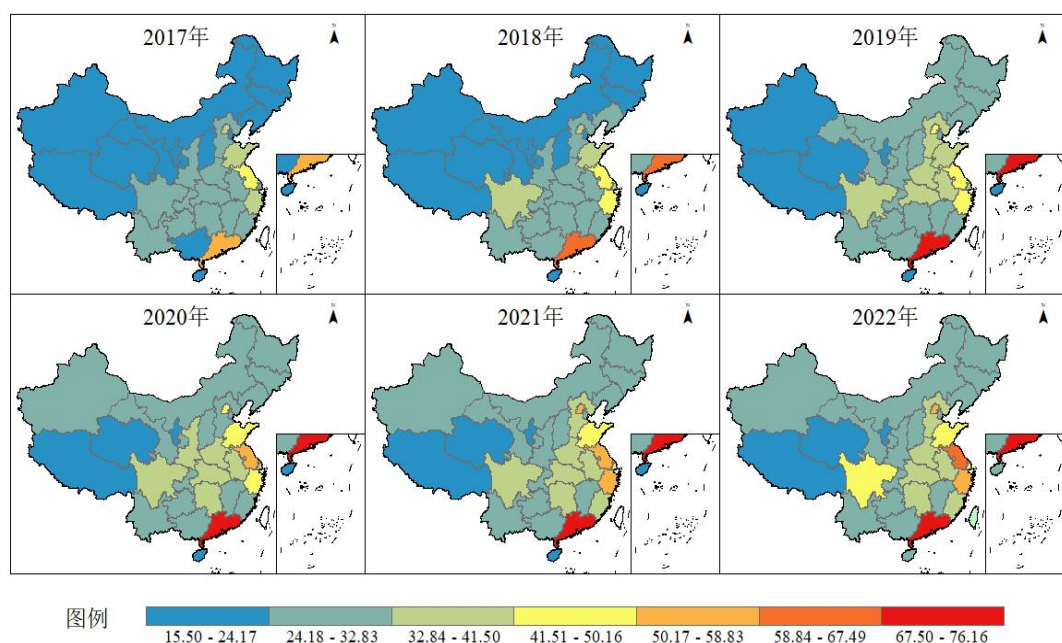 2017年
N
2018年
N
2019年
N
2020年
N
2021年
N
2022年
N
图例
15.50 - 24.17
24.18 - 32.83
32.84 - 41.50
41.51 - 50.16
50.17 - 58.83
58.84 - 67.49
67.50 - 76.16